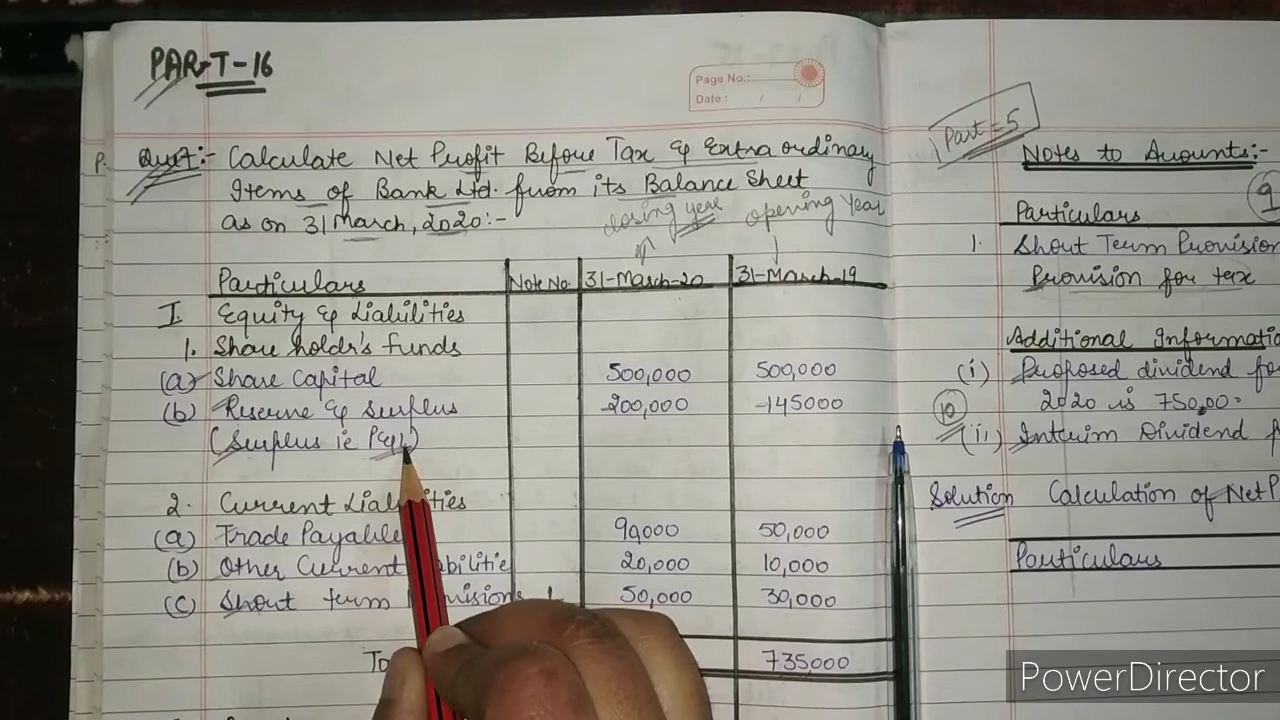 PART-16
Page No.:
Date : / /
P. Ques:- Calculate Net Profit Before Tax & Extra ordinary
Items of Bank Ltd. from its Balance Sheet
as on 31 March, 2020:-
closing year opening Year
Particulars Note No. 31-March-20 31-March-19
I Equity & Liabilities
1. Share holdr's funds
(a) Share Capital 500,000 500,000
(b) Reserve & Surplus 200,000 145000
(Surplus ie P&L)
2. Current Liabilities
(a) Trade Payable 90,000 50,000
(b) Other Current 20,000 10,000
(c) Short term 50,000 30,000
735000
Part = 5
Notes to Accounts:-
9
Particulars
1. Short Term Provision
Provision for tax
Additional
(i) Proposed dividend
2020 is 750,00
10
(ii) Interim Dividend
Solution Calculation of Net
Particulars
PowerDirector